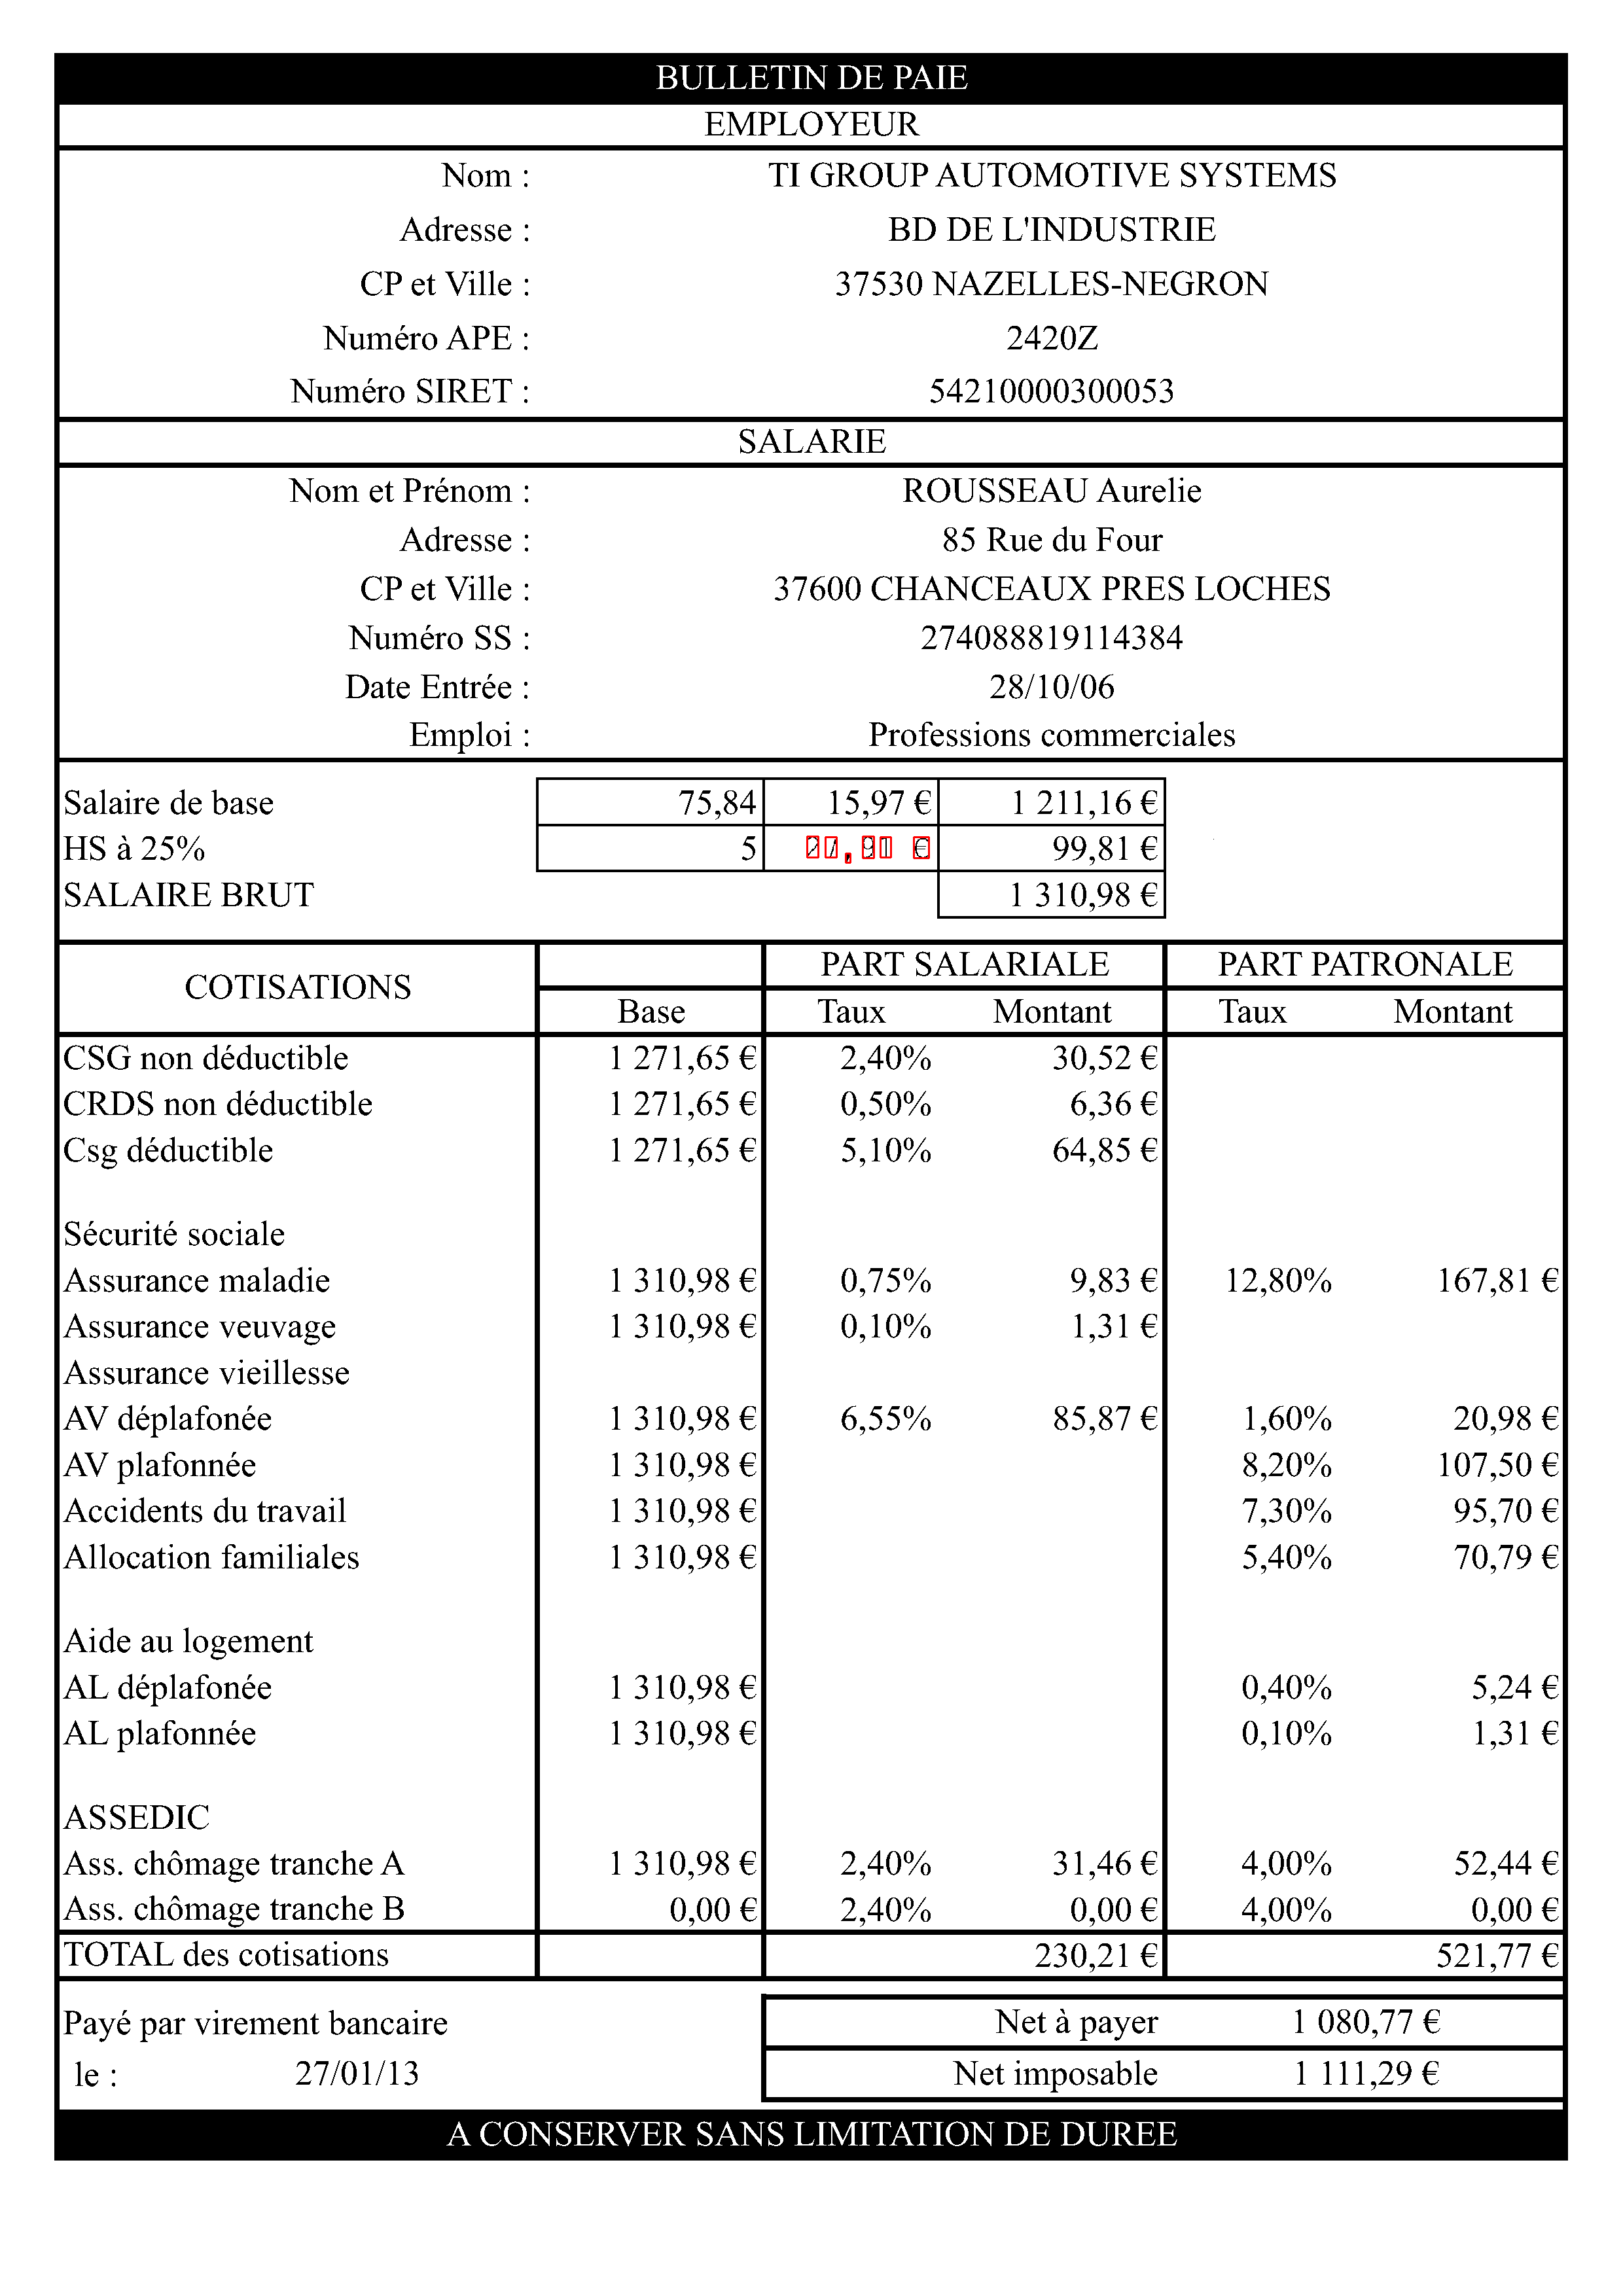 BULLETIN DE PAIE
EMPLOYEUR
Nom : TI GROUP AUTOMOTIVE SYSTEMS
Adresse : BD DE L'INDUSTRIE
CP et Ville : 37530 NAZELLES-NEGRON
Numéro APE : 2420Z
Numéro SIRET : 54210000300053
SALARIE
Nom et Prénom : ROUSSEAU Aurelie
Adresse : 85 Rue du Four
CP et Ville : 37600 CHANCEAUX PRES LOCHES
Numéro SS : 274088819114384
Date Entrée : 28/10/06
Emploi : Professions commerciales
Salaire de base 75,84 15,97 € 1 211,16 €
HS à 25% 5 € 99,81 €
SALAIRE BRUT 1 310,98 €
COTISATIONS PART SALARIALE PART PATRONALE
Base Taux Montant Taux Montant
CSG non déductible 1 271,65 € 2,40% 30,52 €
CRDS non déductible 1 271,65 € 0,50% 6,36 €
Csg déductible 1 271,65 € 5,10% 64,85 €
Sécurité sociale
Assurance maladie 1 310,98 € 0,75% 9,83 € 12,80% 167,81 €
Assurance veuvage 1 310,98 € 0,10% 1,31 €
Assurance vieillesse
AV déplafonée 1 310,98 € 6,55% 85,87 € 1,60% 20,98 €
AV plafonnée 1 310,98 € 8,20% 107,50 €
Accidents du travail 1 310,98 € 7,30% 95,70 €
Allocation familiales 1 310,98 € 5,40% 70,79 €
Aide au logement
AL déplafonée 1 310,98 € 0,40% 5,24 €
AL plafonnée 1 310,98 € 0,10% 1,31 €
ASSEDIC
Ass. chômage tranche A 1 310,98 € 2,40% 31,46 € 4,00% 52,44 €
Ass. chômage tranche B 0,00 € 2,40% 0,00 € 4,00% 0,00 €
TOTAL des cotisations 230,21 € 521,77 €
Payé par virement bancaire Net à payer 1 080,77 €
le : 27/01/13 Net imposable 1 111,29 €
A CONSERVER SANS LIMITATION DE DUREE